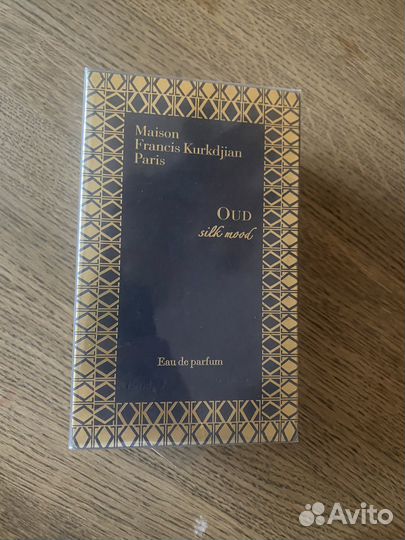 Maison
Francis Kurkdjian
Paris
OUD
silk mood
Eau de parfum
Avito